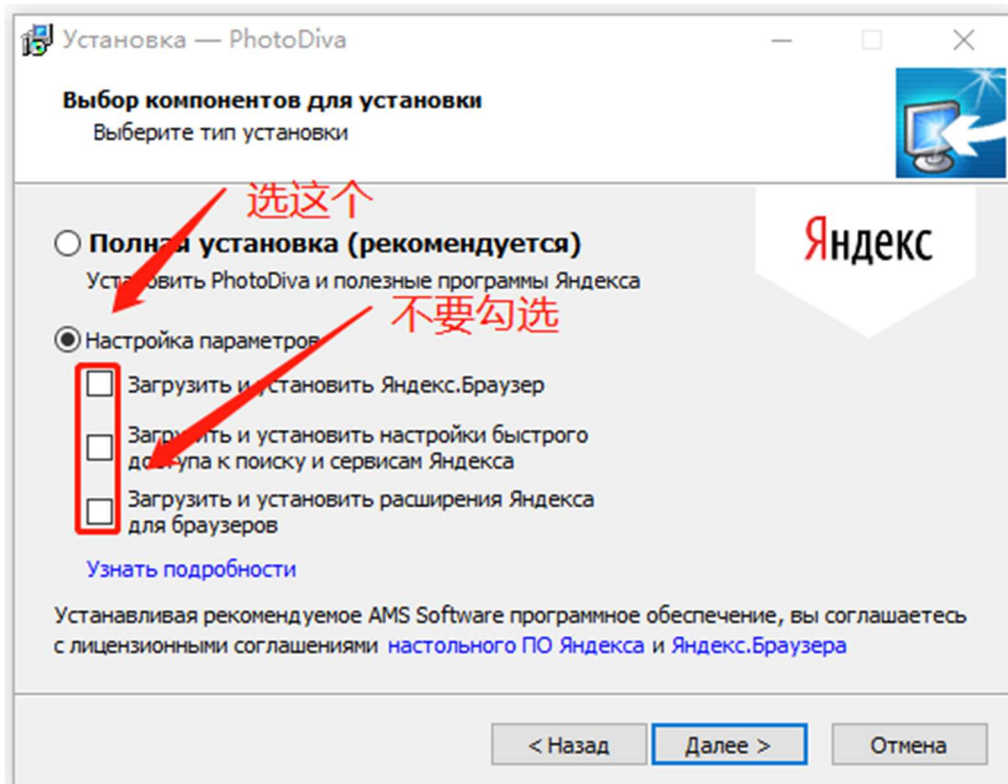 Установка — PhotoDiva
Выбор компонентов для установки
Выберите тип установки
选这个
Яндекс
Полная установка (рекомендуется)
Установить PhotoDiva и полезные программы Яндекса
不要勾选
Настройка параметров
Загрузить и установить Яндекс.Браузер
Загрузить и установить настройки быстрого
доступа к поиску и сервисам Яндекса
Загрузить и установить расширения Яндекса
для браузеров
Узнать подробности
Устанавливая рекомендуемое AMS Software программное обеспечение, вы соглашаетесь
с лицензионными соглашениями настольного ПО Яндекса и Яндекс.Браузера
< Назад
Далее >
Отмена